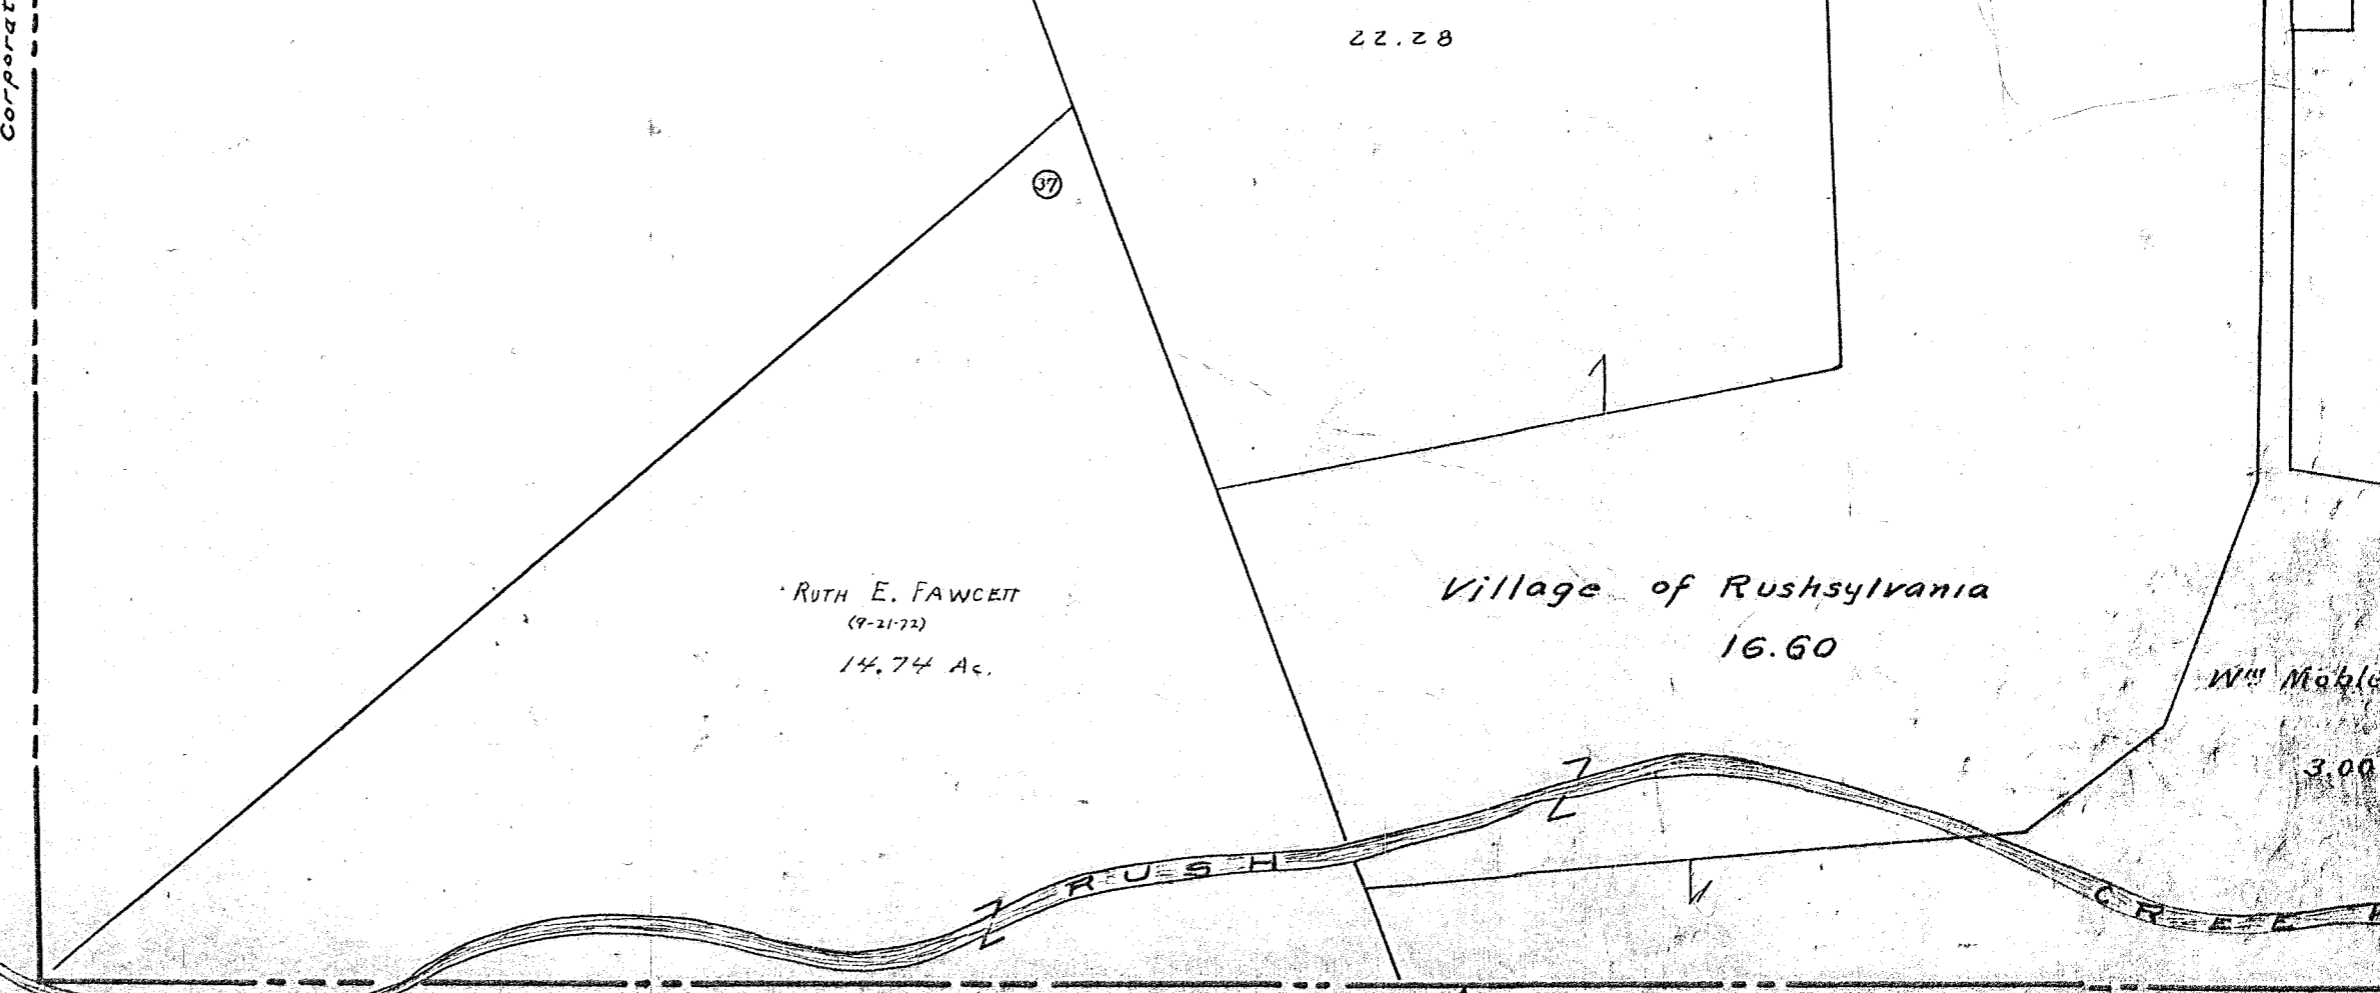 Corporat
22.28
37
RUTH E. FAWCETT
(9-21-72)
14.74 Ac.
Village of Rushsylvania
16.60
Wm
3.00
RUSH
CREE